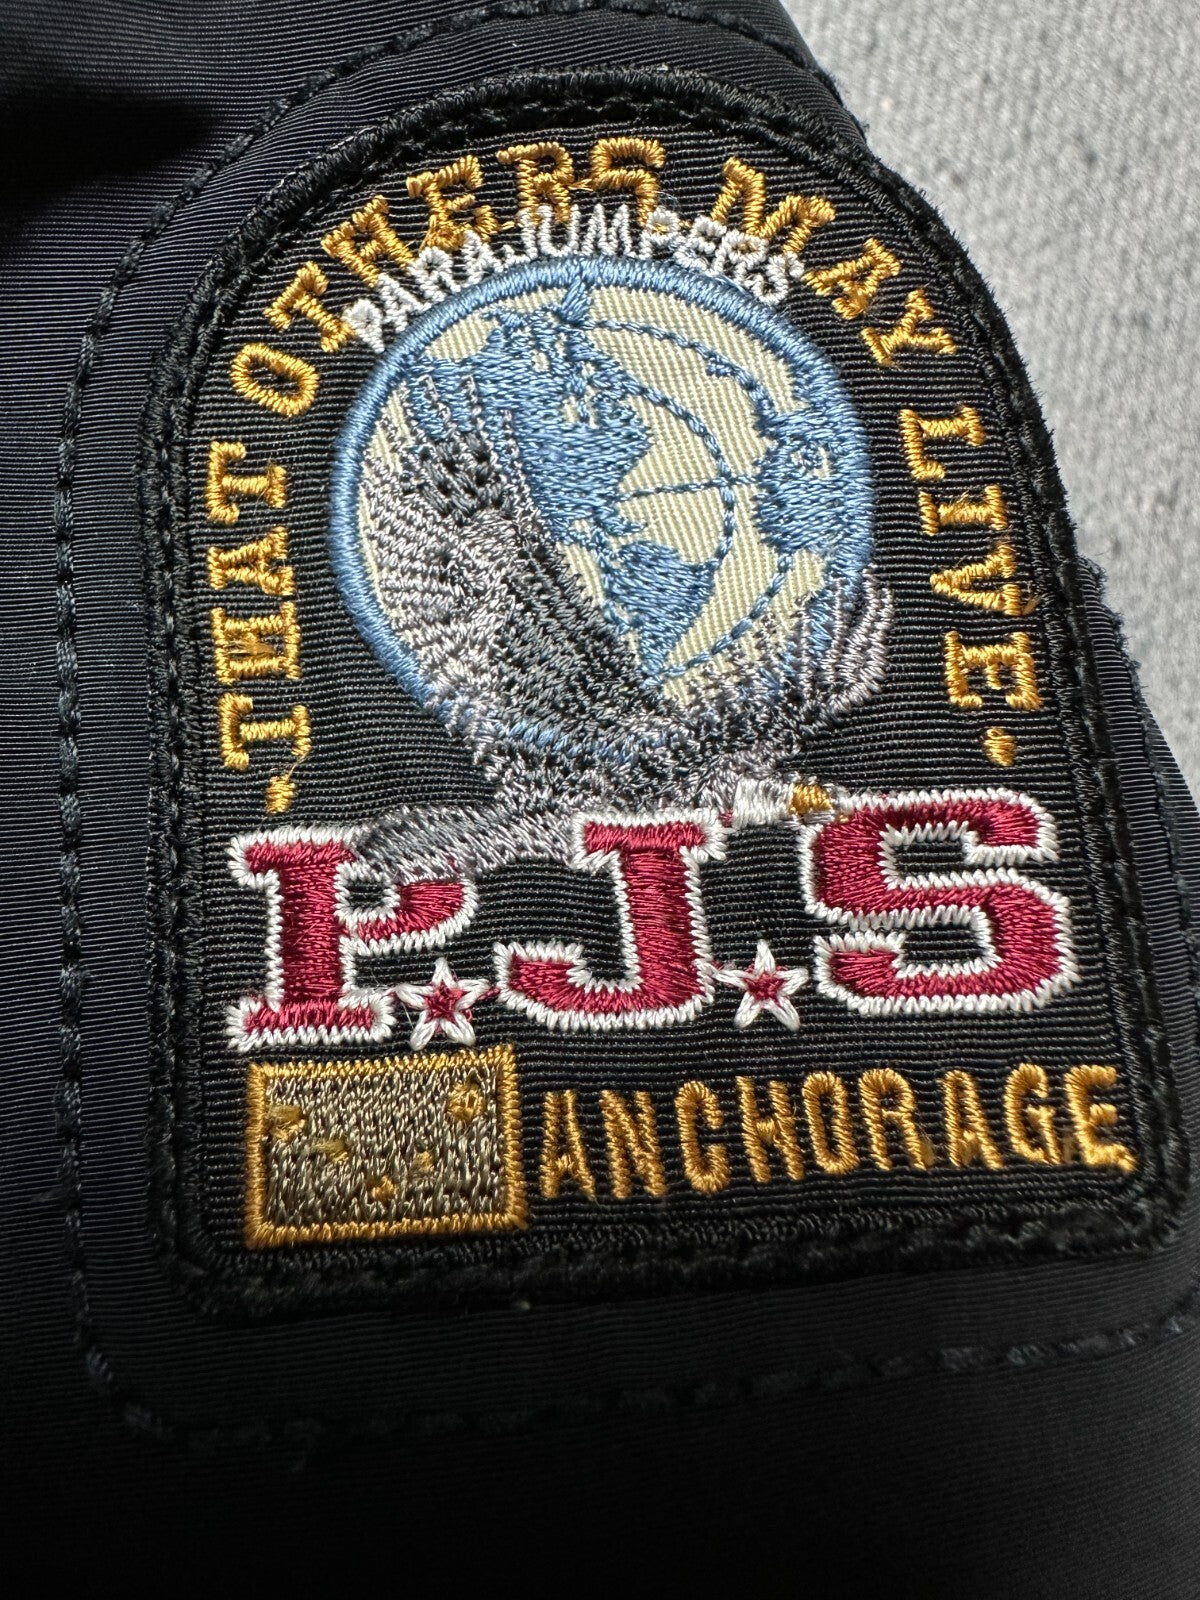 · THAT OTHERS MAY LIVE ·
PARAJUMPERS
P.J.S
ANCHORAGE